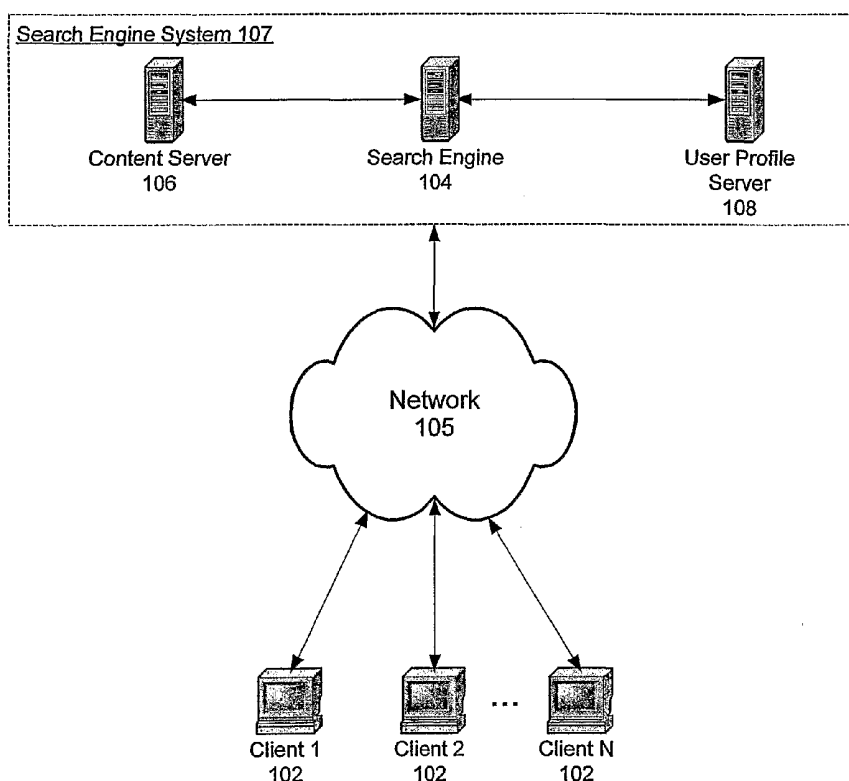 Search Engine System 107
Content Server
106
Search Engine
104
User Profile
Server
108
Network
105
Client 1
102
Client 2
102
...
Client N
102